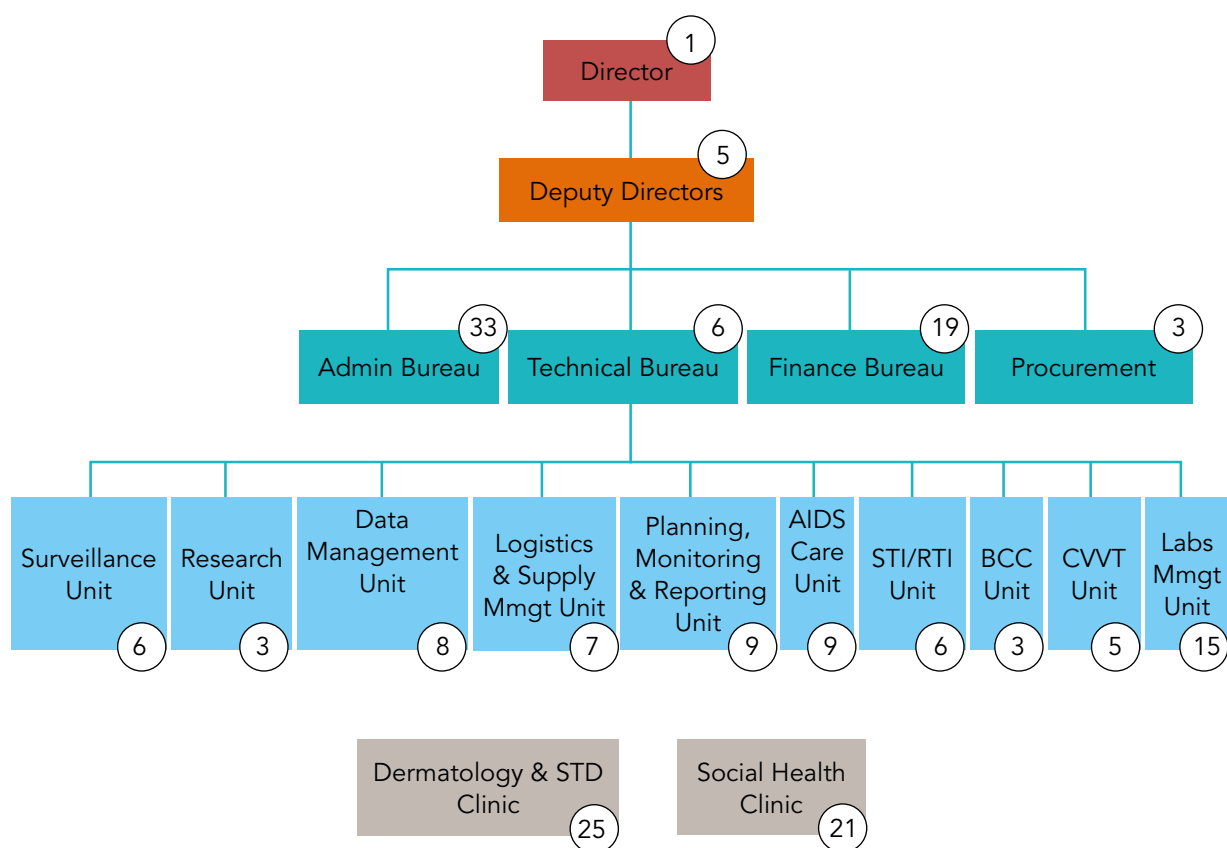 1
Director
5
Deputy Directors
33
Admin Bureau
6
Technical Bureau
19
Finance Bureau
3
Procurement
Surveillance
Unit
6
Research
Unit
3
Data
Management
Unit
8
Logistics
& Supply
Mmgt Unit
7
Planning,
Monitoring
& Reporting
Unit
9
AIDS
Care
Unit
9
STI/RTI
Unit
6
BCC
Unit
3
CVVT
Unit
5
Labs
Mmgt
Unit
15
Dermatology & STD
Clinic
25
Social Health
Clinic
21